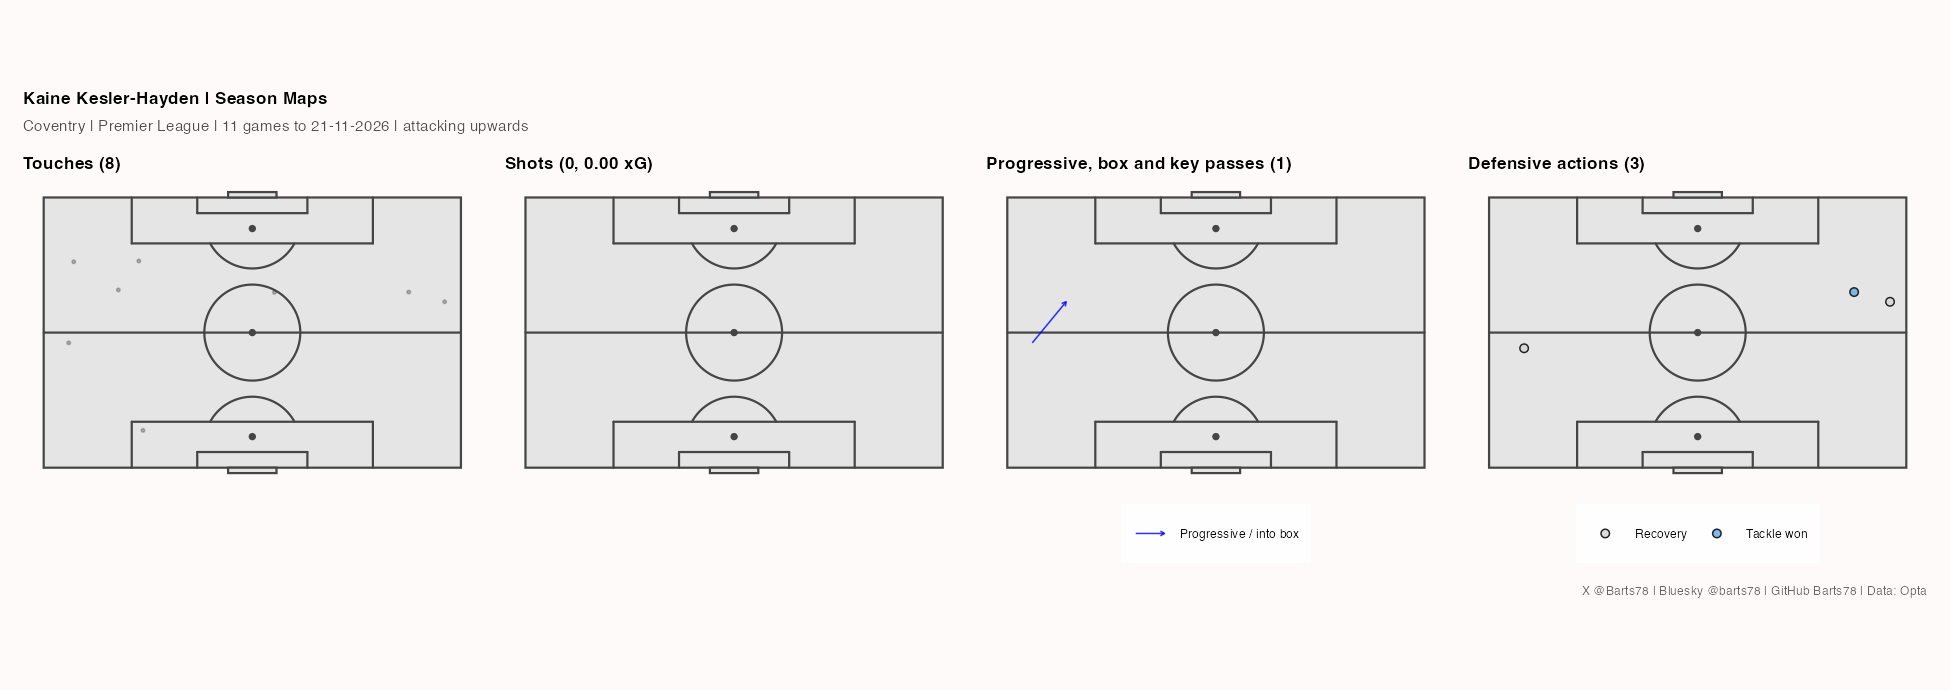 Kaine Kesler-Hayden | Season Maps
Coventry | Premier League | 11 games to 21-11-2026 | attacking upwards
Touches (8)
Shots (0, 0.00 xG)
Progressive, box and key passes (1)
Defensive actions (3)
Progressive / into box
Recovery
Tackle won
X @Barts78 | Bluesky @barts78 | GitHub Barts78 | Data: Opta